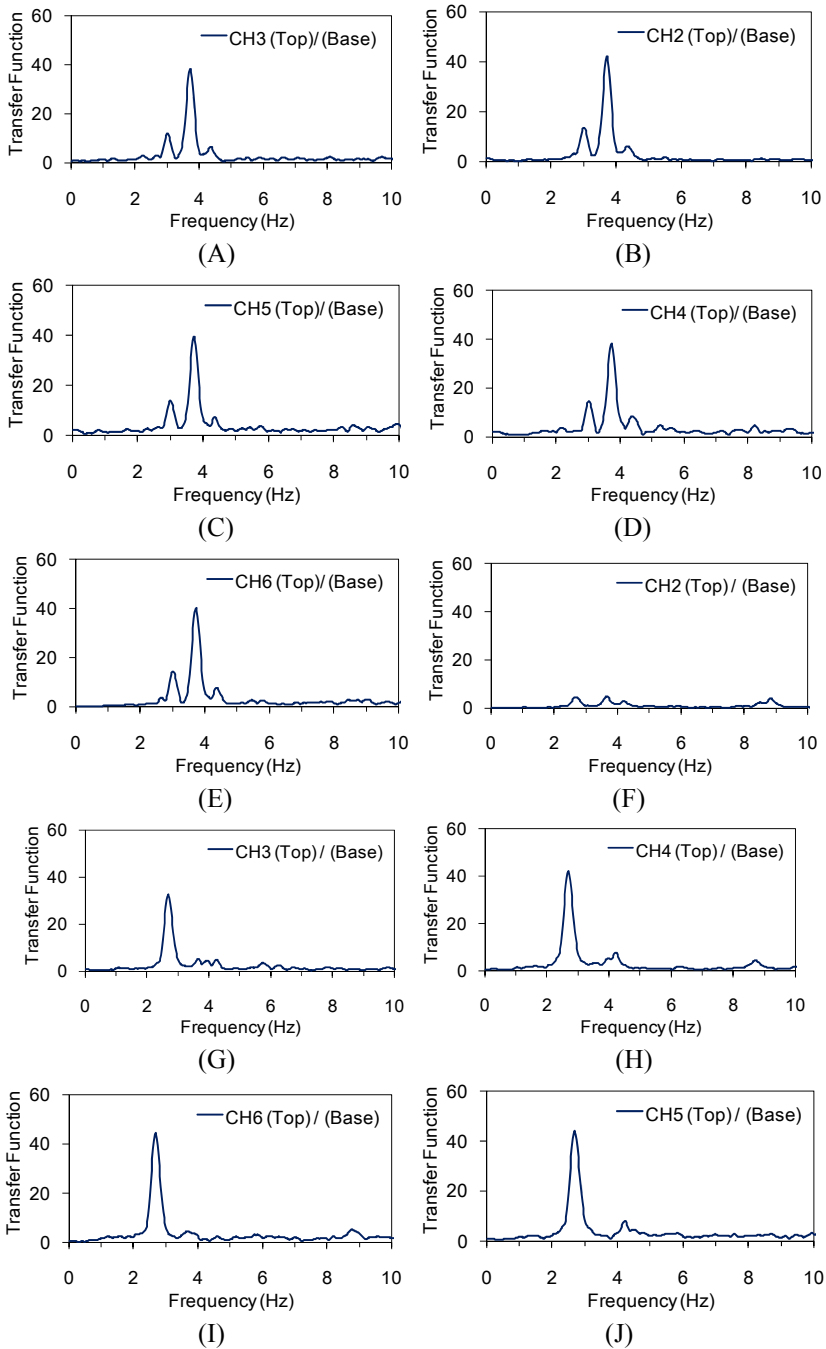 60
40
20
0
Transfer Function
CH3 (Top)/ (Base)
0 2 4 6 8 10
Frequency (Hz)
(A)
60
40
20
0
Transfer Function
CH2 (Top)/ (Base)
0 2 4 6 8 10
Frequency (Hz)
(B)
60
40
20
0
Transfer Function
CH5 (Top)/ (Base)
0 2 4 6 8 10
Frequency (Hz)
(C)
60
40
20
0
Transfer Function
CH4 (Top)/ (Base)
0 2 4 6 8 10
Frequency (Hz)
(D)
60
40
20
0
Transfer Function
CH6 (Top)/ (Base)
0 2 4 6 8 10
Frequency (Hz)
(E)
60
40
20
0
Transfer Function
CH2 (Top) / (Base)
0 2 4 6 8 10
Frequency (Hz)
(F)
60
40
20
0
Transfer Function
CH3 (Top) / (Base)
0 2 4 6 8 10
Frequency (Hz)
(G)
60
40
20
0
Transfer Function
CH4 (Top) / (Base)
0 2 4 6 8 10
Frequency (Hz)
(H)
60
40
20
0
Transfer Function
CH6 (Top) / (Base)
0 2 4 6 8 10
Frequency (Hz)
(I)
60
40
20
0
Transfer Function
CH5 (Top) / (Base)
0 2 4 6 8 10
Frequency (Hz)
(J)